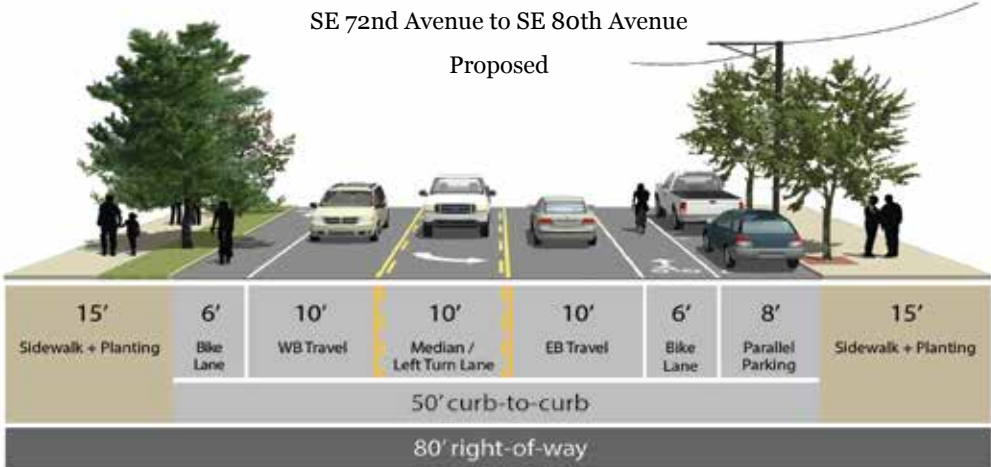 SE 72nd Avenue to SE 80th Avenue
Proposed
15' 6' 10' 10' 10' 6' 8' 15'
Sidewalk + Planting Bike Lane WB Travel Median / Left Turn Lane EB Travel Bike Lane Parallel Parking Sidewalk + Planting
50' curb-to-curb
80' right-of-way